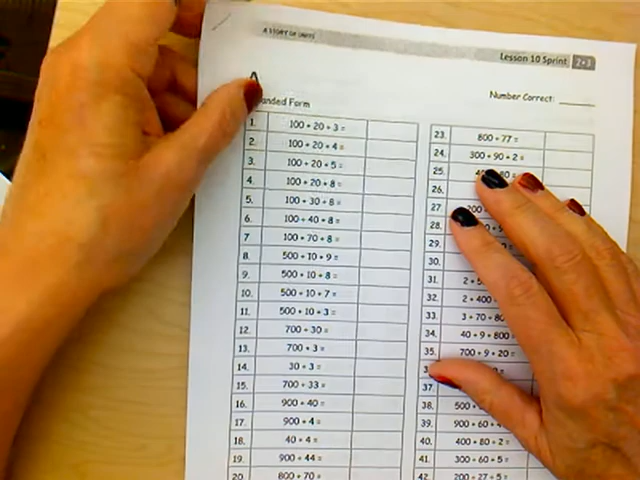 A STORY OF UNITS
Lesson 10 Sprint 2•3
A
Number Correct: ______
Form
1. 100 + 20 + 3 =
2. 100 + 20 + 4 =
3. 100 + 20 + 5 =
4. 100 + 20 + 8 =
5. 100 + 30 + 8 =
6. 100 + 40 + 8 =
7. 100 + 70 + 8 =
8. 500 + 10 + 9 =
9. 500 + 10 + 8 =
10. 500 + 10 + 7 =
11. 500 + 10 + 3 =
12. 700 + 30 =
13. 700 + 3 =
14. 30 + 3 =
15. 700 + 33 =
16. 900 + 40 =
17. 900 + 4 =
18. 40 + 4 =
19. 900 + 44 =
20. 800 + 70 =
23. 800 + 77 =
24. 300 + 90 + 2 =
25.
26.
27
28.
29.
30.
31.
32. 2 + 400
33. 3 + 70 + 80
34. 40 + 9 + 800
35. 700 + 9 + 20 =
37
38. 500 +
39. 900 + 60 +
40. 400 + 80 + 2 =
41. 300 + 60 + 5 =
42. 200 + 27 + 5 =